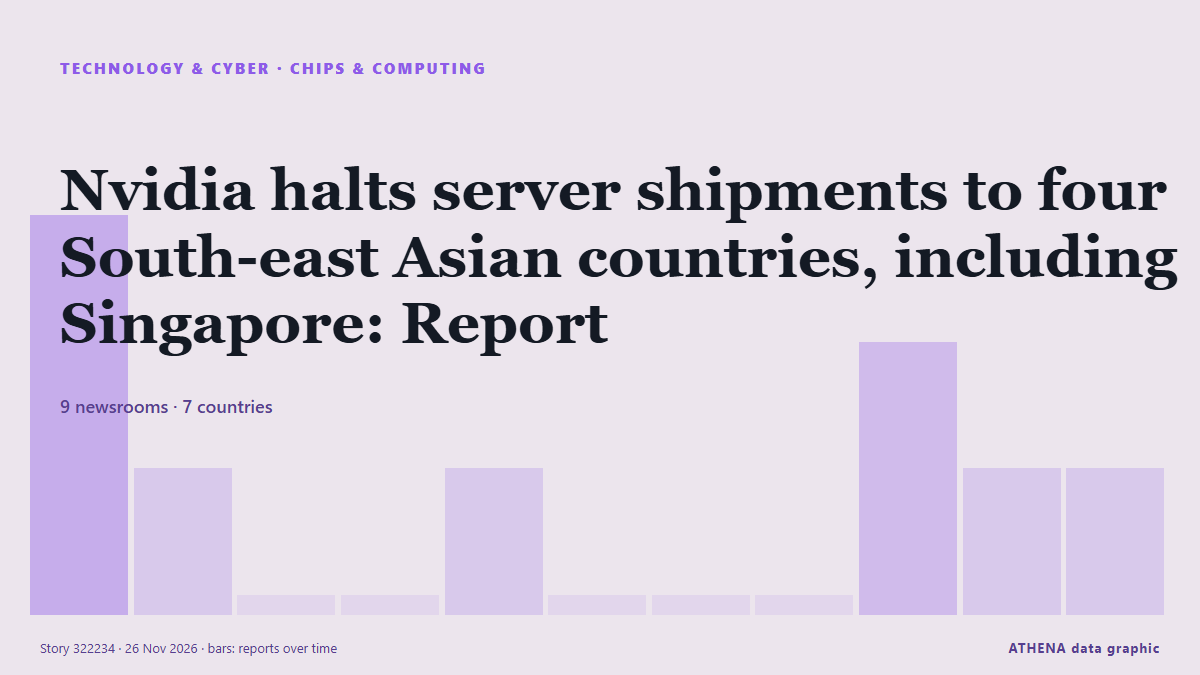 TECHNOLOGY & CYBER · CHIPS & COMPUTING
Nvidia halts server shipments to four
South-east Asian countries, including
Singapore: Report
9 newsrooms · 7 countries
Story 322234 · 26 Nov 2026 · bars: reports over time
ATHENA data graphic